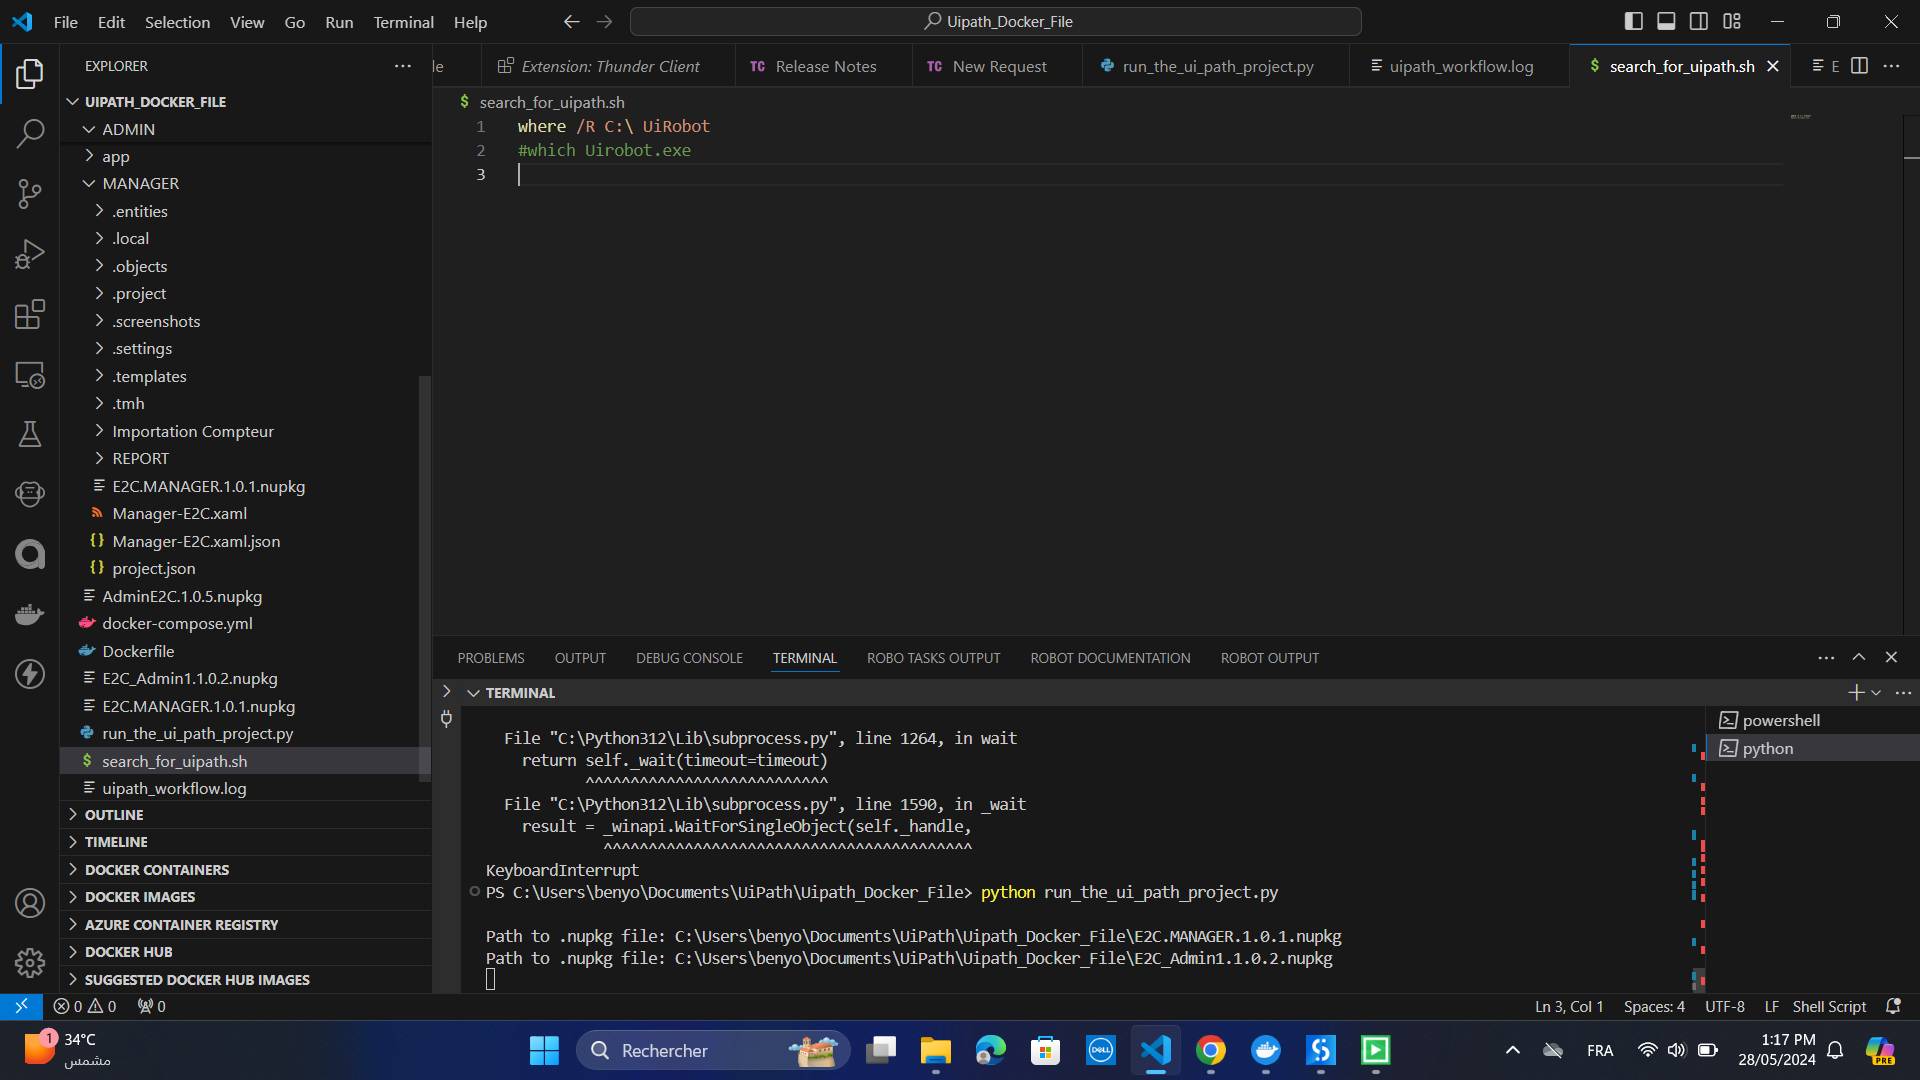 File Edit Selection View Go Run Terminal Help
Uipath_Docker_File
EXPLORER
le
Extension: Thunder Client
TC Release Notes
TC New Request
run_the_ui_path_project.py
uipath_workflow.log
$ search_for_uipath.sh
E
UIPATH_DOCKER_FILE
ADMIN
app
MANAGER
.entities
.local
.objects
.project
.screenshots
.settings
.templates
.tmh
Importation Compteur
REPORT
E2C.MANAGER.1.0.1.nupkg
Manager-E2C.xaml
{} Manager-E2C.xaml.json
{} project.json
AdminE2C.1.0.5.nupkg
docker-compose.yml
Dockerfile
E2C_Admin1.1.0.2.nupkg
E2C.MANAGER.1.0.1.nupkg
run_the_ui_path_project.py
$ search_for_uipath.sh
uipath_workflow.log
OUTLINE
TIMELINE
DOCKER CONTAINERS
DOCKER IMAGES
AZURE CONTAINER REGISTRY
DOCKER HUB
SUGGESTED DOCKER HUB IMAGES
$ search_for_uipath.sh
1 where /R C:\ UiRobot
2 #which Uirobot.exe
3
PROBLEMS OUTPUT DEBUG CONSOLE TERMINAL ROBO TASKS OUTPUT ROBOT DOCUMENTATION ROBOT OUTPUT
TERMINAL
File "C:\Python312\Lib\subprocess.py", line 1264, in wait
return self._wait(timeout=timeout)
^^^^^^^^^^^^^^^^^^^^^^^^^^^
File "C:\Python312\Lib\subprocess.py", line 1590, in _wait
result = _winapi.WaitForSingleObject(self._handle,
^^^^^^^^^^^^^^^^^^^^^^^^^^^^^^^^^^^^^^^^^
KeyboardInterrupt
PS C:\Users\benyo\Documents\UiPath\Uipath_Docker_File> python run_the_ui_path_project.py
Path to .nupkg file: C:\Users\benyo\Documents\UiPath\Uipath_Docker_File\E2C.MANAGER.1.0.1.nupkg
Path to .nupkg file: C:\Users\benyo\Documents\UiPath\Uipath_Docker_File\E2C_Admin1.1.0.2.nupkg
powershell
python
0 0 0
Ln 3, Col 1 Spaces: 4 UTF-8 LF Shell Script
1
34°C
مشمس
Rechercher
DELL
FRA
1:17 PM
28/05/2024
PRE